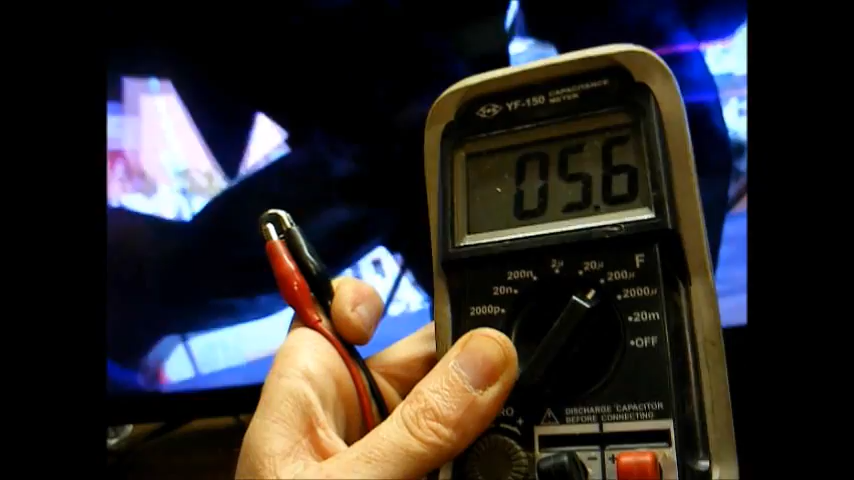 YF-150 CAPACITANCE
METER
05.6
F
2µ 20µ
200n 200µ
20n 2000µ
2000p 20m
OFF
DISCHARGE CAPACITOR
BEFORE CONNECTING
- +